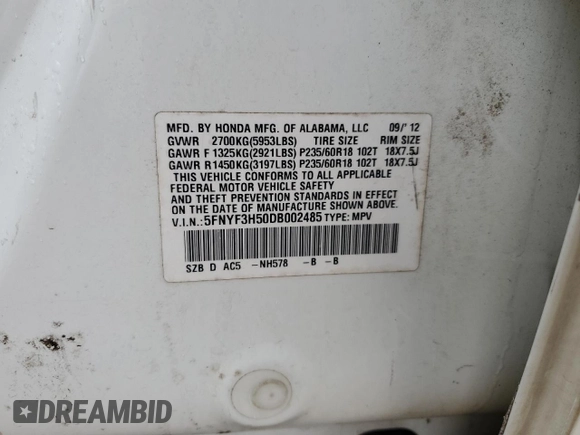 MFD. BY HONDA MFG. OF ALABAMA, LLC 09/'12
GVWR 2700KG(5953LBS) TIRE SIZE RIM SIZE
GAWR F 1325KG(2921LBS) P235/60R18 102T 18X7.5J
GAWR R 1450KG(3197LBS) P235/60R18 102T 18X7.5J
THIS VEHICLE CONFORMS TO ALL APPLICABLE
FEDERAL MOTOR VEHICLE SAFETY
AND THEFT PREVENTION STANDARDS IN EFFECT ON
THE DATE OF MANUFACTURE SHOWN ABOVE.
V.I.N.: 5FNYF3H50DB002485 TYPE: MPV
SZB D AC5 -NH578 -B -B
DREAMBID